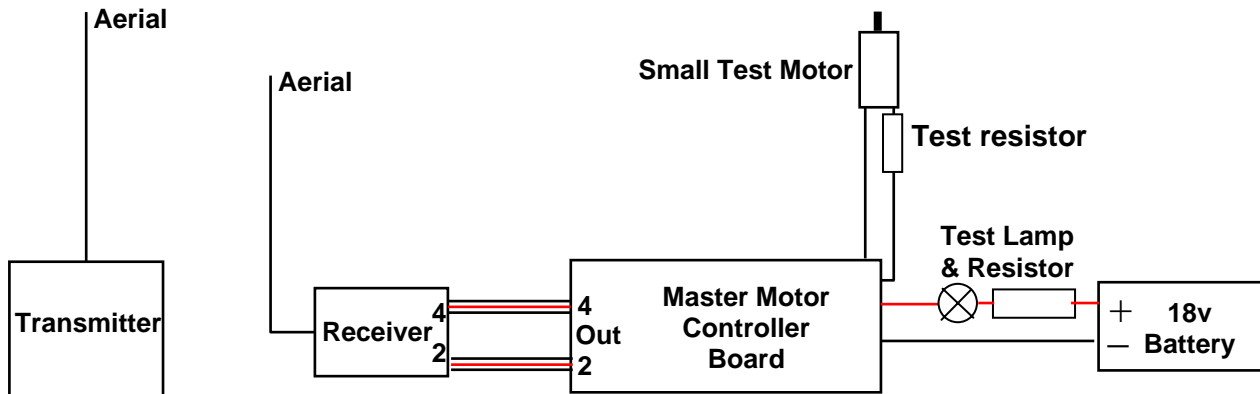 Aerial
Aerial
Small Test Motor
Test resistor
Test Lamp
& Resistor
Transmitter
Receiver
4
2
4
Out
2
Master Motor
Controller
Board
+ 18v
– Battery